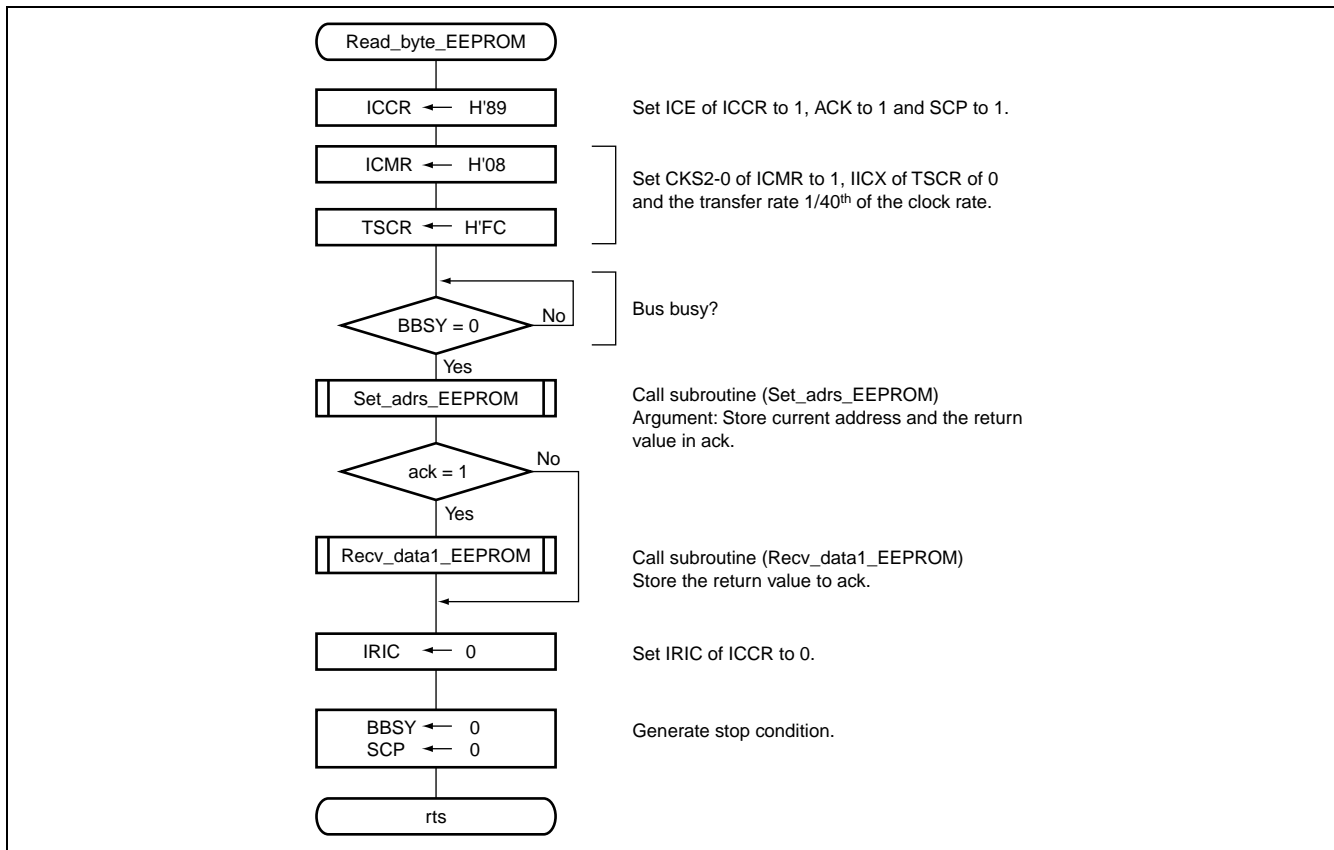 Read_byte_EEPROM
ICCR ← H'89
Set ICE of ICCR to 1, ACK to 1 and SCP to 1.
ICMR ← H'08
Set CKS2-0 of ICMR to 1, IICX of TSCR of 0
and the transfer rate 1/40th of the clock rate.
TSCR ← H'FC
Bus busy?
BBSY = 0
No
Yes
Set_adrs_EEPROM
Call subroutine (Set_adrs_EEPROM)
Argument: Store current address and the return
value in ack.
ack = 1
No
Yes
Recv_data1_EEPROM
Call subroutine (Recv_data1_EEPROM)
Store the return value to ack.
IRIC ← 0
Set IRIC of ICCR to 0.
BBSY ← 0
SCP ← 0
Generate stop condition.
rts